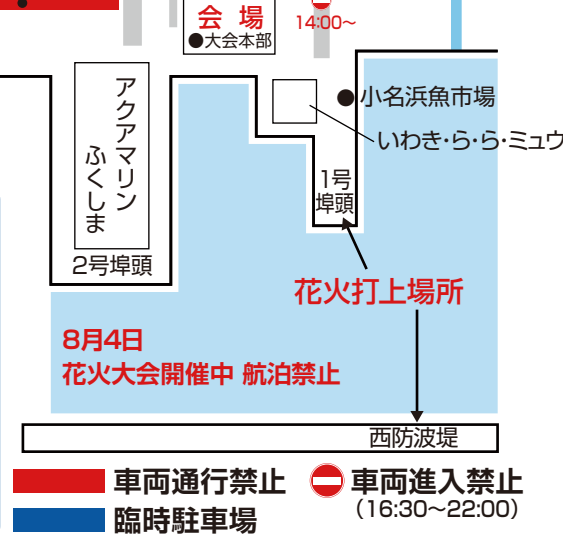 会 場
●大会本部
14:00~
アクアマリン
ふくしま
2号埠頭
●小名浜魚市場
いわき・ら・ら・ミュウ
1号
埠頭
花火打上場所
8月4日
花火大会開催中 航泊禁止
西防波堤
車両通行禁止
車両進入禁止
(16:30~22:00)
臨時駐車場